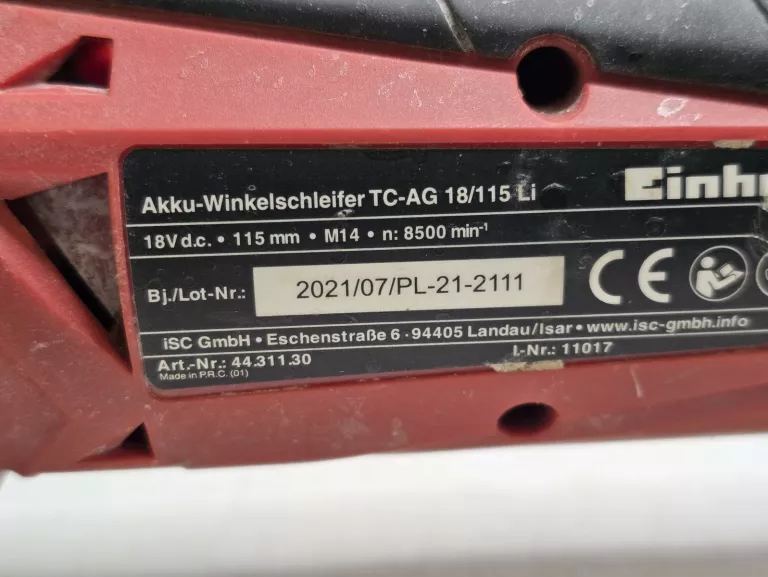 Akku-Winkelschleifer TC-AG 18/115 Li
Einh
18V d.c. • 115 mm • M14 • n: 8500 min-¹
Bj./Lot-Nr.: 2021/07/PL-21-2111
CE
iSC GmbH • Eschenstraße 6 · 94405 Landau/Isar • www.isc-gmbh.info
Art.-Nr.: 44.311.30 I.-Nr.: 11017
Made in P.R.C. (01)